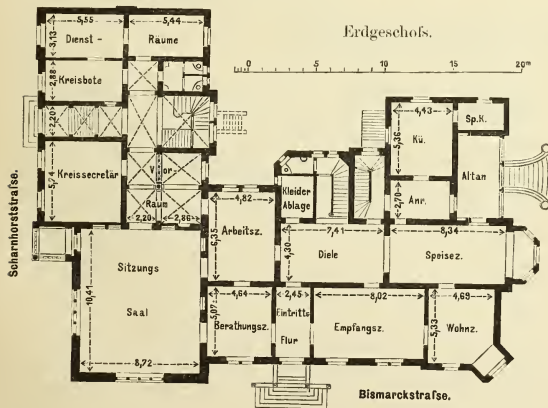 Erdgeschoſs.
0 5 10 15 20m
5,55
5,44
3,13
Dienst -
Räume
2,88
Kreisbote
2,20
5,74
Kreissecretär
Vor-
Raum
2,20
2,86
Scharnhorststraſse.
4,82
6,35
Arbeitsz.
Kleider
Ablage
4,43
5,36
Kü.
Sp.K.
Altan
2,70
Anr.
7,41
4,30
Diele
8,34
Speisez.
10,41
Sitzungs
Saal
8,72
4,64
5,07
Berathungsz.
2,45
Eintritts
Flur
8,02
Empfangsz.
4,69
5,33
Wohnz.
Bismarckstraſse.